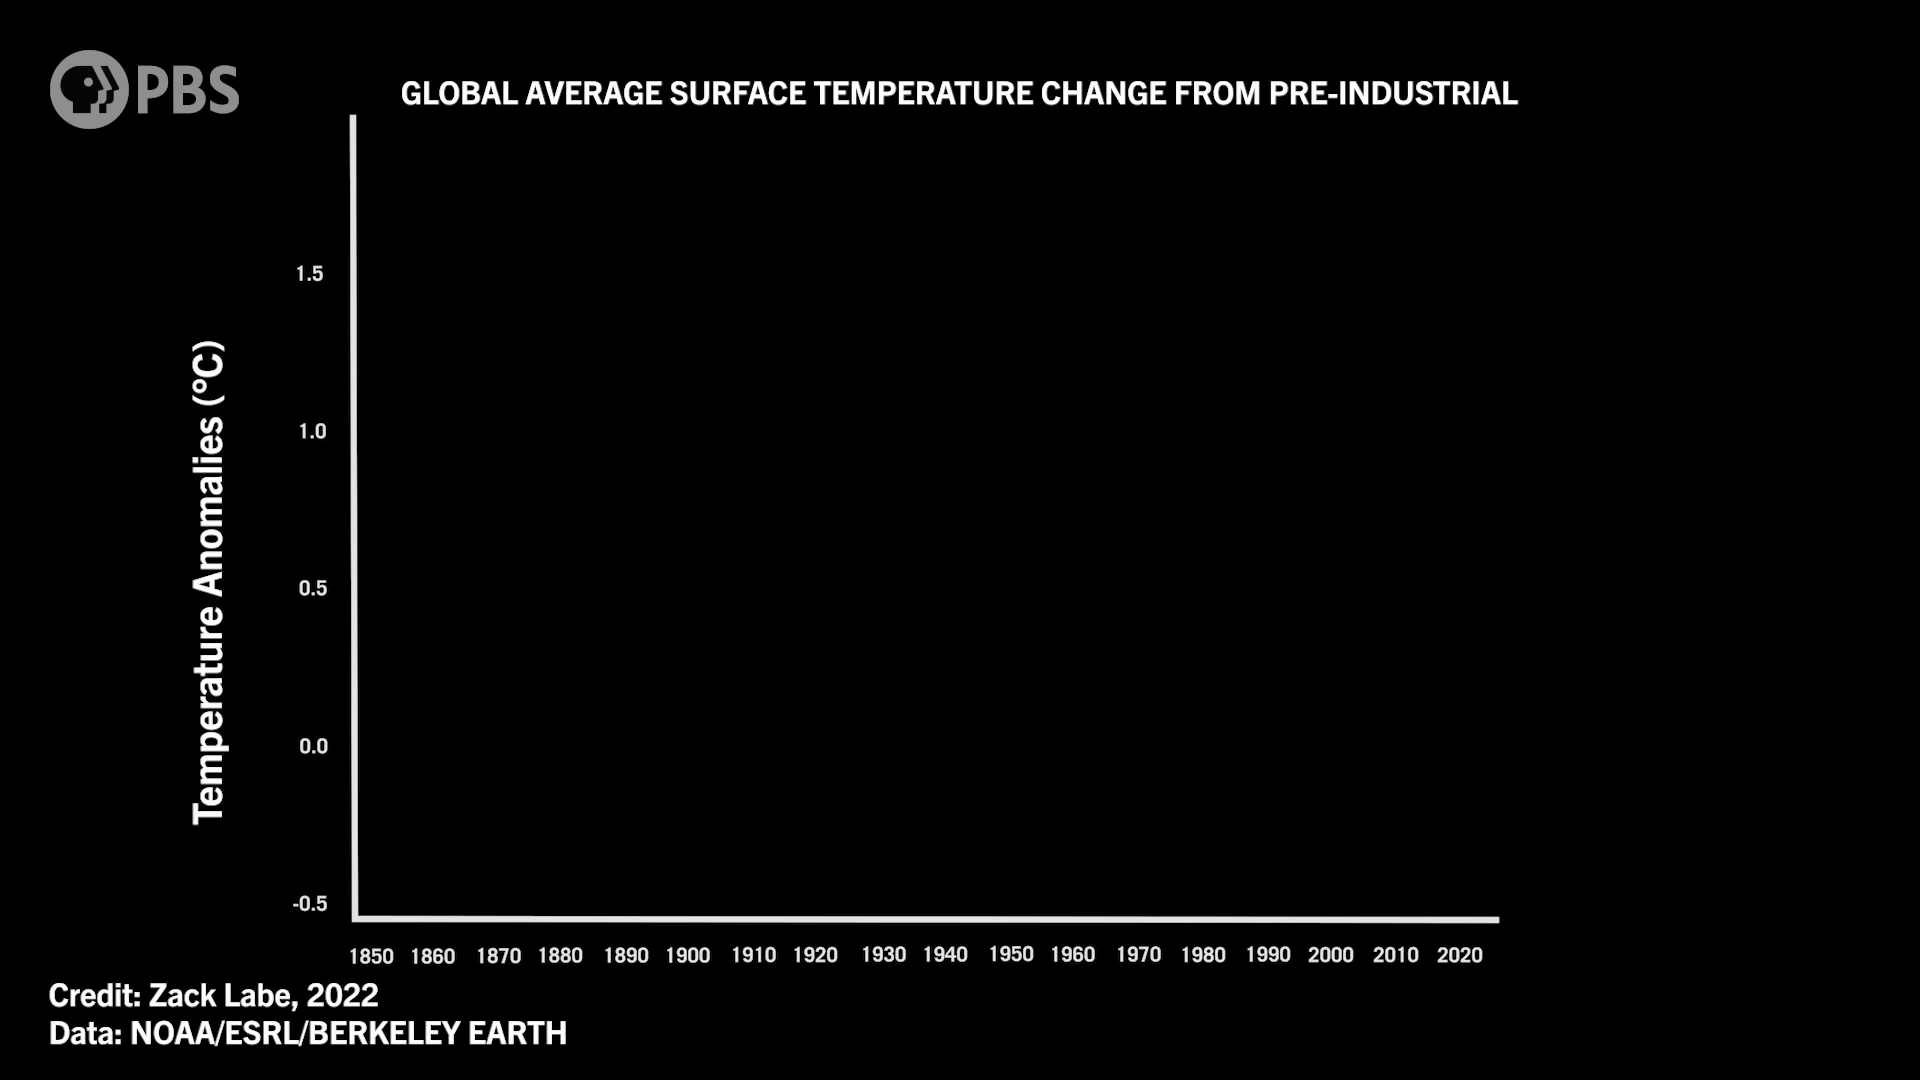 PBS
GLOBAL AVERAGE SURFACE TEMPERATURE CHANGE FROM PRE-INDUSTRIAL
Temperature Anomalies (°C)
1.5
1.0
0.5
0.0
-0.5
1850 1860 1870 1880 1890 1900 1910 1920 1930 1940 1950 1960 1970 1980 1990 2000 2010 2020
Credit: Zack Labe, 2022
Data: NOAA/ESRL/BERKELEY EARTH